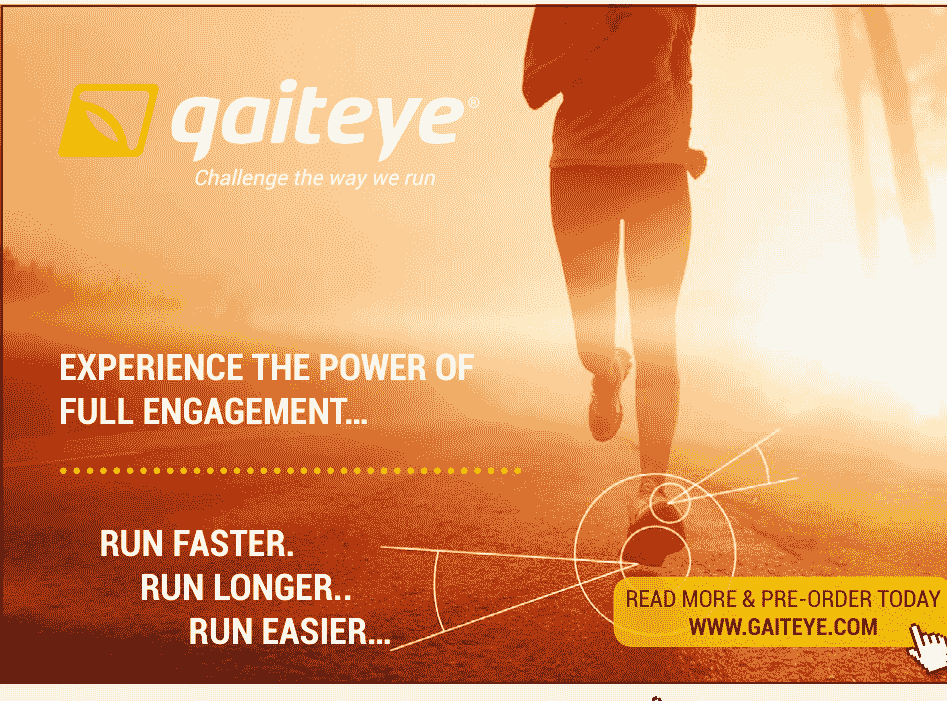 gaiteye®
Challenge the way we run
EXPERIENCE THE POWER OF
FULL ENGAGEMENT...
RUN FASTER.
RUN LONGER..
RUN EASIER...
READ MORE & PRE-ORDER TODAY
WWW.GAITEYE.COM